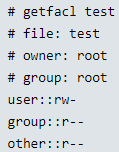 # getfacl test
# file: test
# owner: root
# group: root
user::rw-
group::r--
other::r--